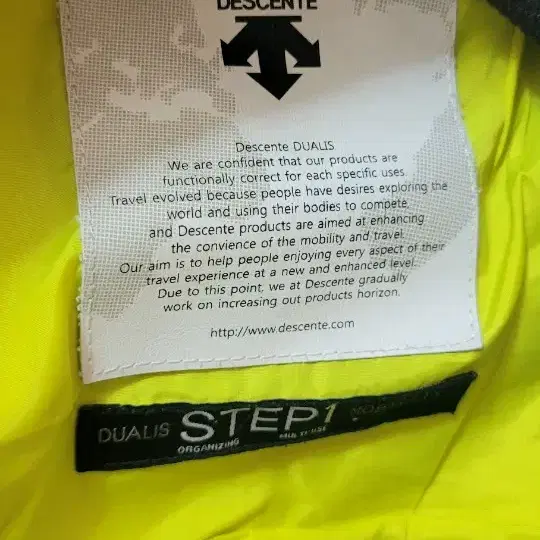 DESCENTE
Descente DUALIS
We are confident that our products are
functionally correct for each specific uses.
Travel evolved because people have desires exploring the
world and using their bodies to compete,
and Descente products are aimed at enhancing
the convience of the mobility and travel.
Our aim is to help people enjoying every aspect of their
travel experience at a new and enhanced level.
Due to this point, we at Descente gradually
work on increasing out products horizon.
http://www.descente.com
DUALIS STEP1
ORGANIZING